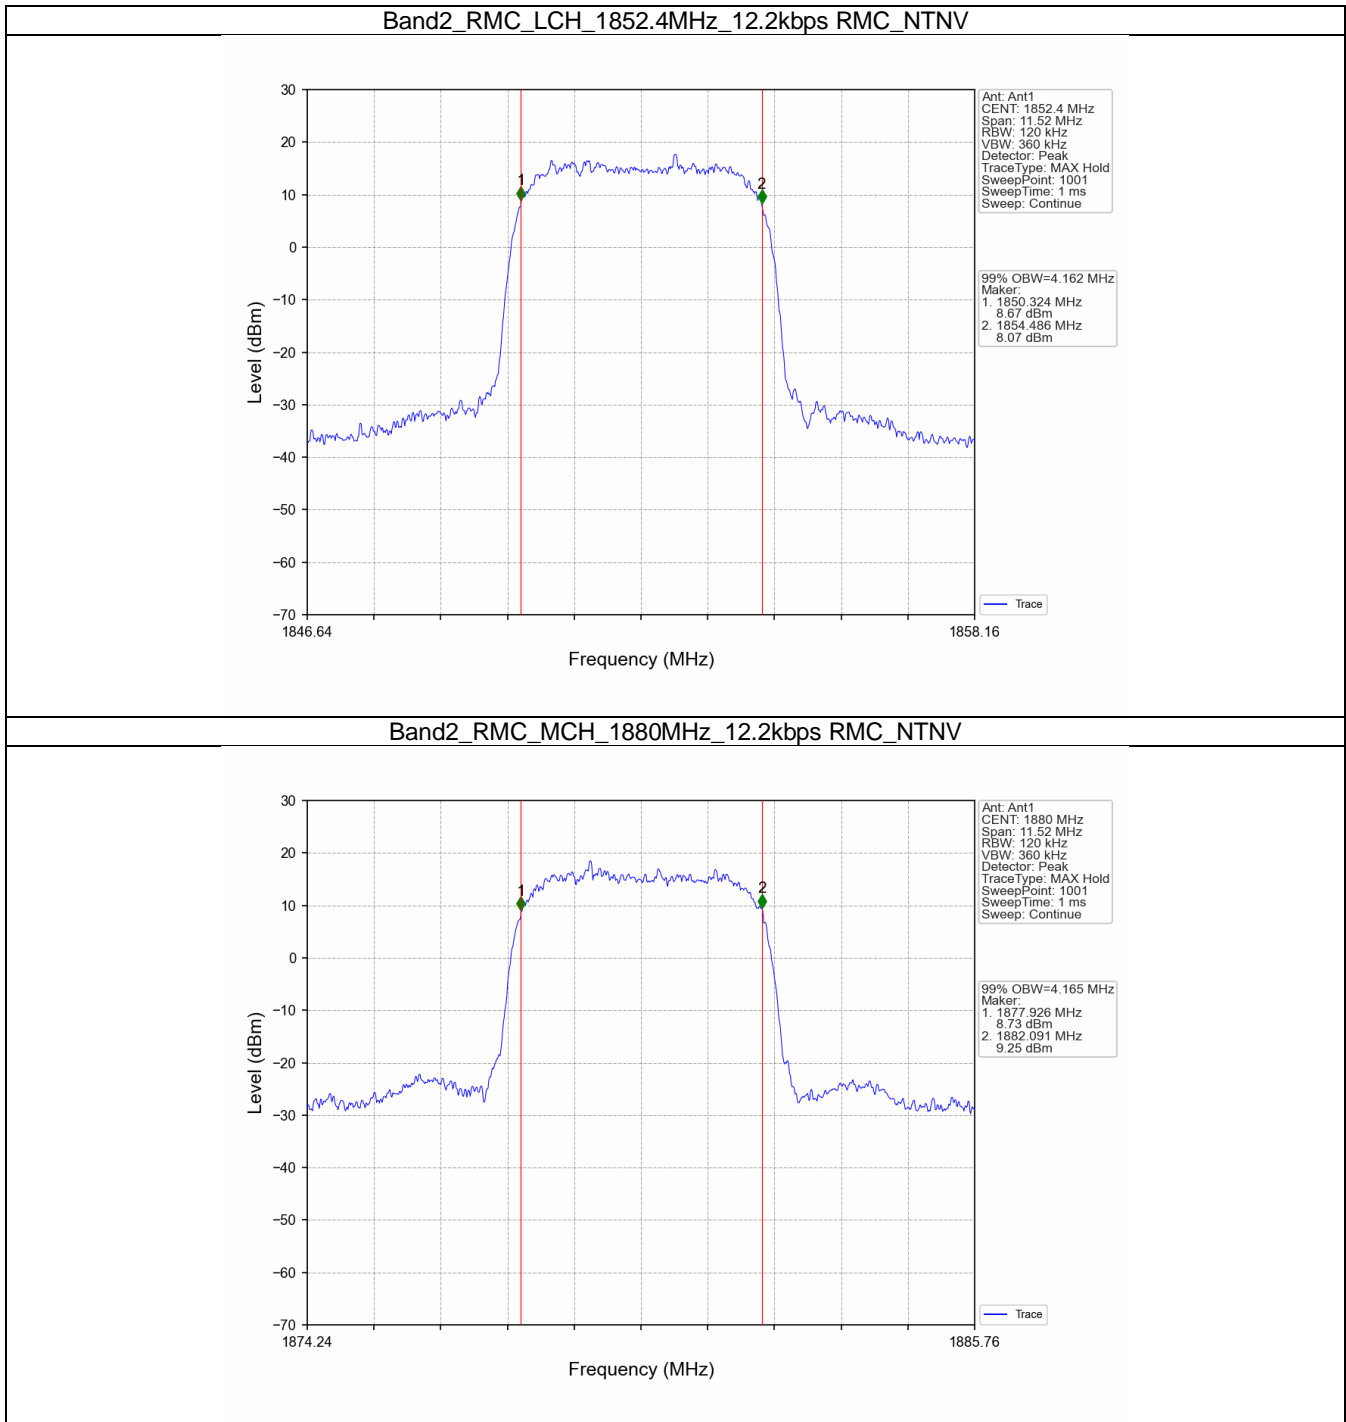 Band2_RMC_LCH_1852.4MHz_12.2kbps RMC_NTNV
30
20
10
0
−10
−20
−30
−40
−50
−60
−70
Level (dBm)
1
2
1846.64
1858.16
Frequency (MHz)
Ant: Ant1
CENT: 1852.4 MHz
Span: 11.52 MHz
RBW: 120 kHz
VBW: 360 kHz
Detector: Peak
TraceType: MAX Hold
SweepPoint: 1001
SweepTime: 1 ms
Sweep: Continue
99% OBW=4.162 MHz
Maker:
1. 1850.324 MHz
8.67 dBm
2. 1854.486 MHz
8.07 dBm
Trace
Band2_RMC_MCH_1880MHz_12.2kbps RMC_NTNV
30
20
10
0
−10
−20
−30
−40
−50
−60
−70
Level (dBm)
1
2
1874.24
1885.76
Frequency (MHz)
Ant: Ant1
CENT: 1880 MHz
Span: 11.52 MHz
RBW: 120 kHz
VBW: 360 kHz
Detector: Peak
TraceType: MAX Hold
SweepPoint: 1001
SweepTime: 1 ms
Sweep: Continue
99% OBW=4.165 MHz
Maker:
1. 1877.926 MHz
8.73 dBm
2. 1882.091 MHz
9.25 dBm
Trace